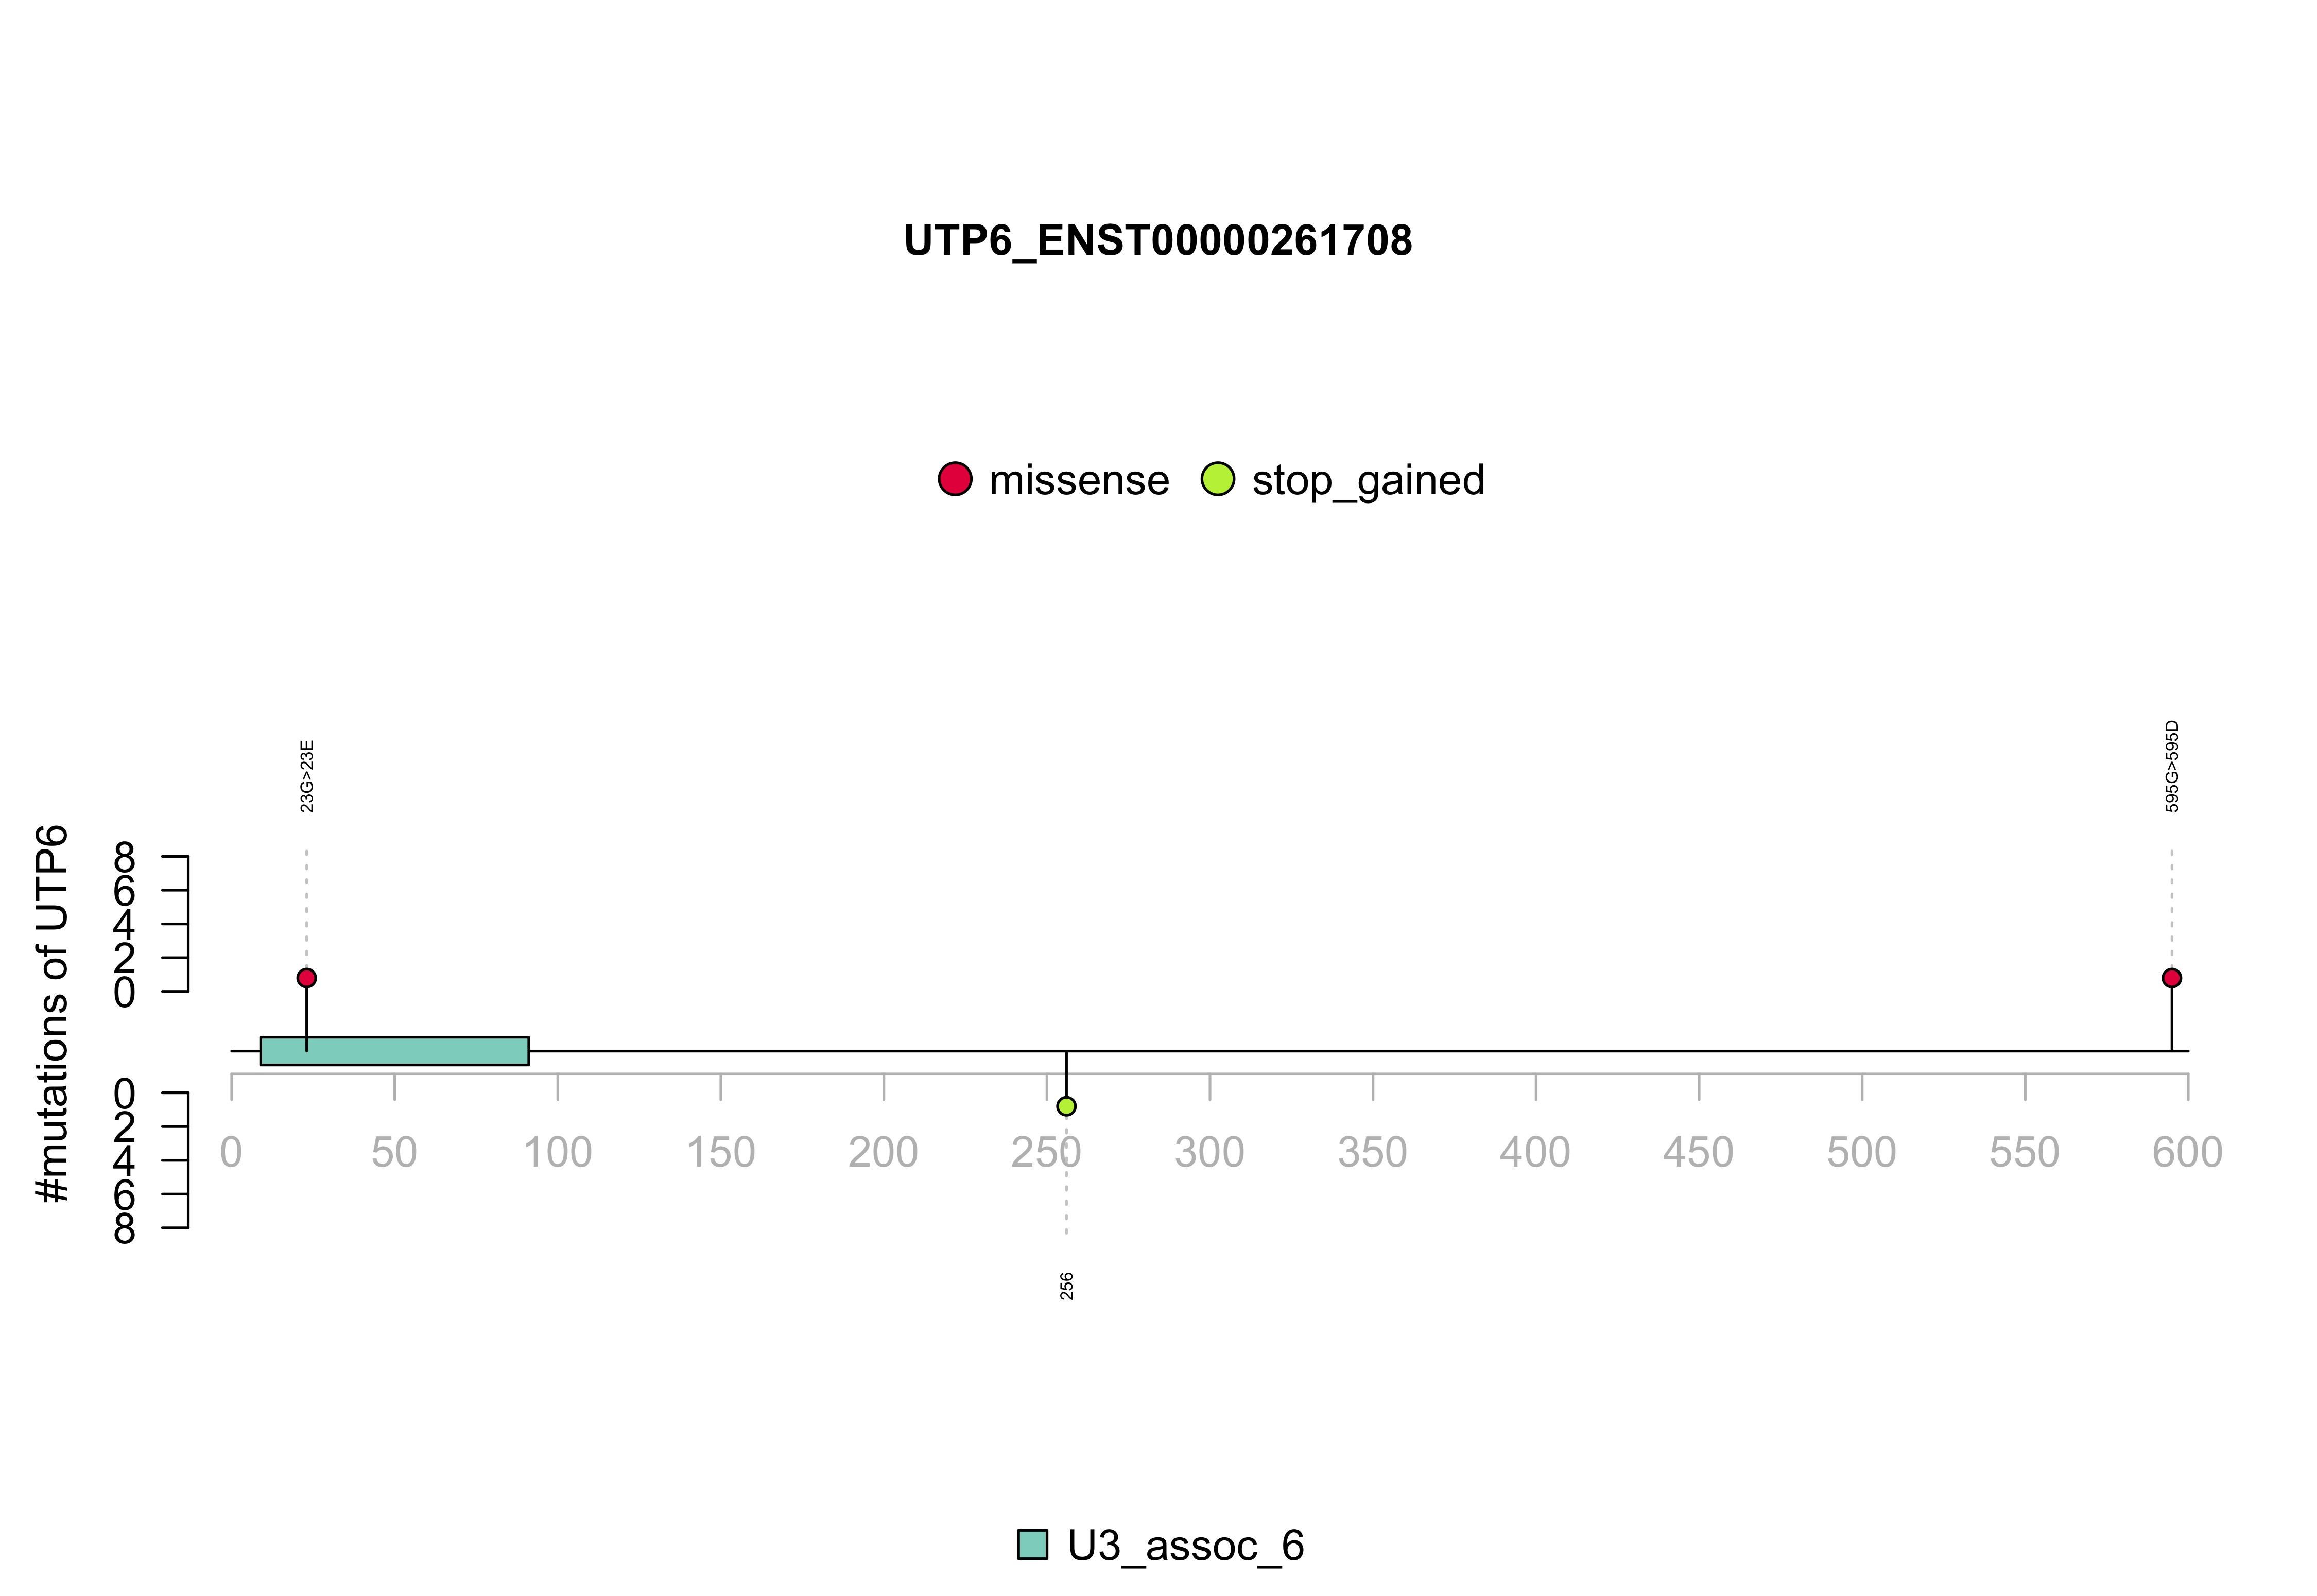 UTP6_ENST00000261708
missense stop_gained
23G>23E
595G>595D
#mutations of UTP6
8
6
4
2
0
0
2
4
6
8
0 50 100 150 200 250 300 350 400 450 500 550 600
256
U3_assoc_6